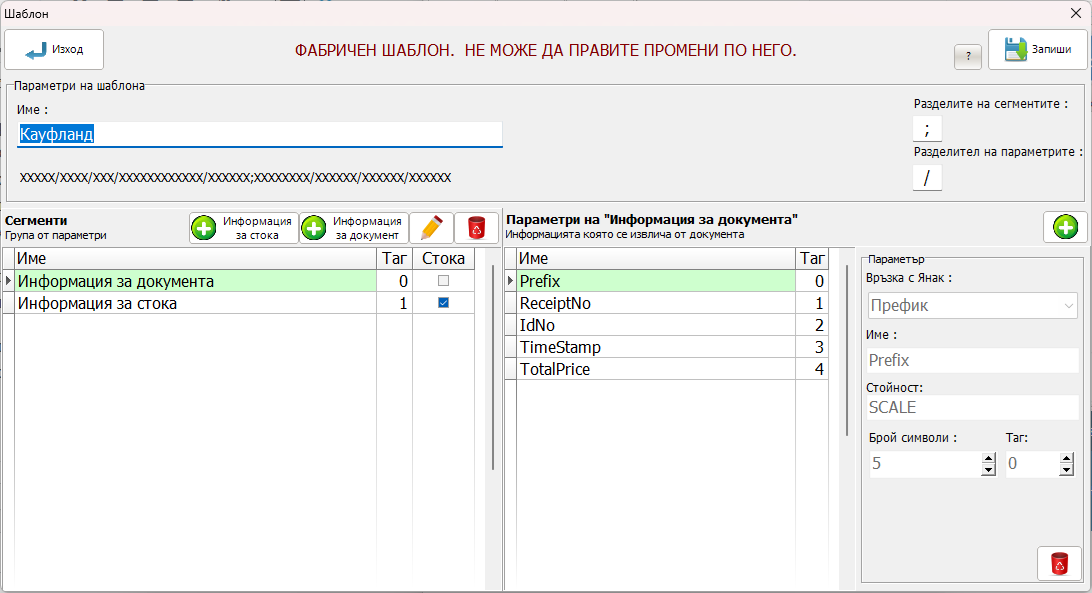 Шаблон
Изход
ФАБРИЧЕН ШАБЛОН. НЕ МОЖЕ ДА ПРАВИТЕ ПРОМЕНИ ПО НЕГО.
?
Запиши
Параметри на шаблона
Име :
Кауфланд
XXXXX/XXXX/XXX/XXXXXXXXXXXX/XXXXXX;XXXXXXXX/XXXXXX/XXXXXX/XXXXXX
Разделите на сегментите :
;
Разделител на параметрите :
/
Сегменти
Група от параметри
Информация за стока
Информация за документ
Име Таг Стока
Информация за документа 0
Информация за стока 1
Параметри на "Информация за документа"
Информацията която се извлича от документа
Име Таг
Prefix 0
ReceiptNo 1
IdNo 2
TimeStamp 3
TotalPrice 4
Параметър
Връзка с Янак :
Префик
Име :
Prefix
Стойност:
SCALE
Брой символи : Таг:
5 0